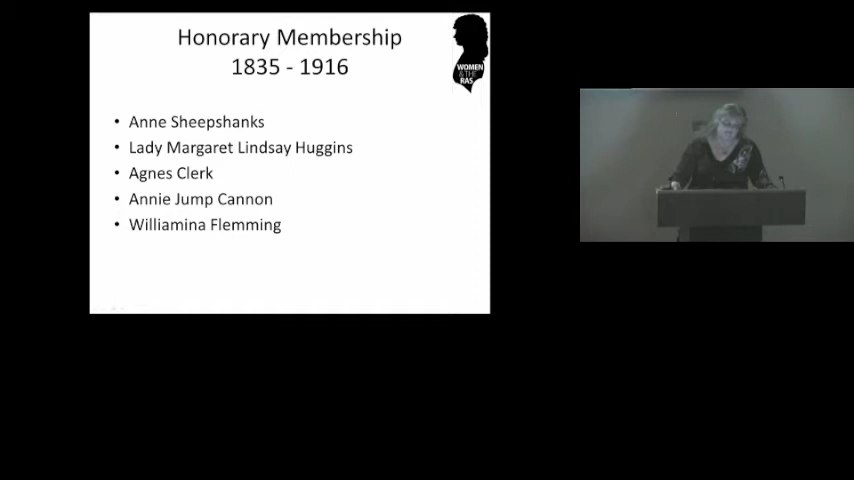 Honorary Membership
1835 - 1916
WOMEN
& THE
RAS
• Anne Sheepshanks
• Lady Margaret Lindsay Huggins
• Agnes Clerk
• Annie Jump Cannon
• Williamina Flemming